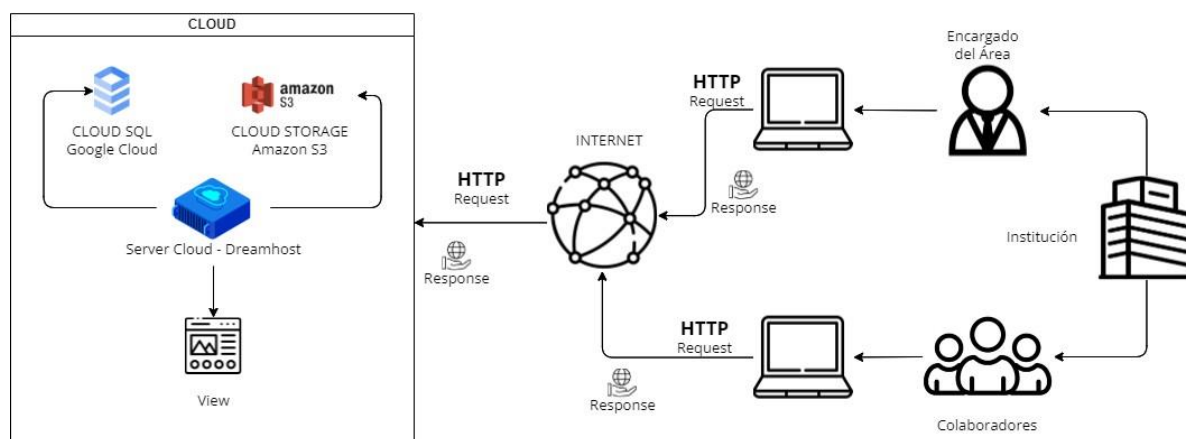 CLOUD
CLOUD SQL
Google Cloud
amazon
S3
CLOUD STORAGE
Amazon S3
Server Cloud - Dreamhost
View
HTTP
Request
Response
INTERNET
HTTP
Request
Response
Encargado
del Área
Institución
HTTP
Request
Response
Colaboradores